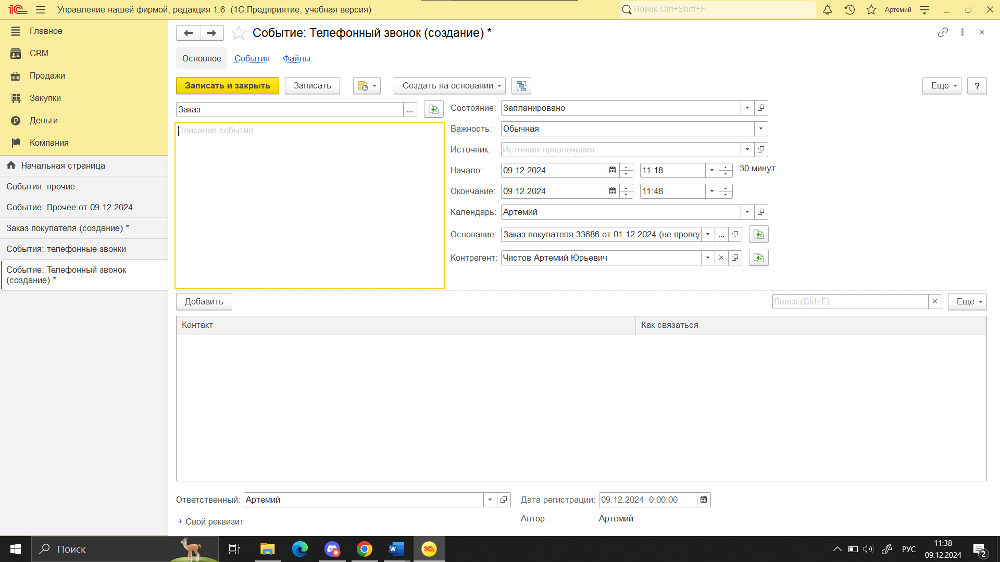 Управление нашей фирмой, редакция 1.6 (1С:Предприятие, учебная версия)
Поиск Ctrl+Shift+F
Артемий
Главное
CRM
Продажи
Закупки
Деньги
Компания
Начальная страница
События: прочие
Событие: Прочее от 09.12.2024
Заказ покупателя (создание) *
События: телефонные звонки
Событие: Телефонный звонок
(создание) *
Событие: Телефонный звонок (создание) *
Основное События Файлы
Записать и закрыть Записать Создать на основании Еще ?
Заказ ...
Описание события
Состояние: Запланировано
Важность: Обычная
Источник: Источник привлечения
Начало: 09.12.2024 11:18 30 минут
Окончание: 09.12.2024 11:48
Календарь: Артемий
Основание: Заказ покупателя 33686 от 01.12.2024 (не провед ...
Контрагент: Чистов Артемий Юрьевич
Добавить Поиск (Ctrl+F) Еще
Контакт Как связаться
Ответственный: Артемий Дата регистрации: 09.12.2024 0:00:00
+ Свой реквизит Автор: Артемий
Поиск
РУС
11:38
09.12.2024
2